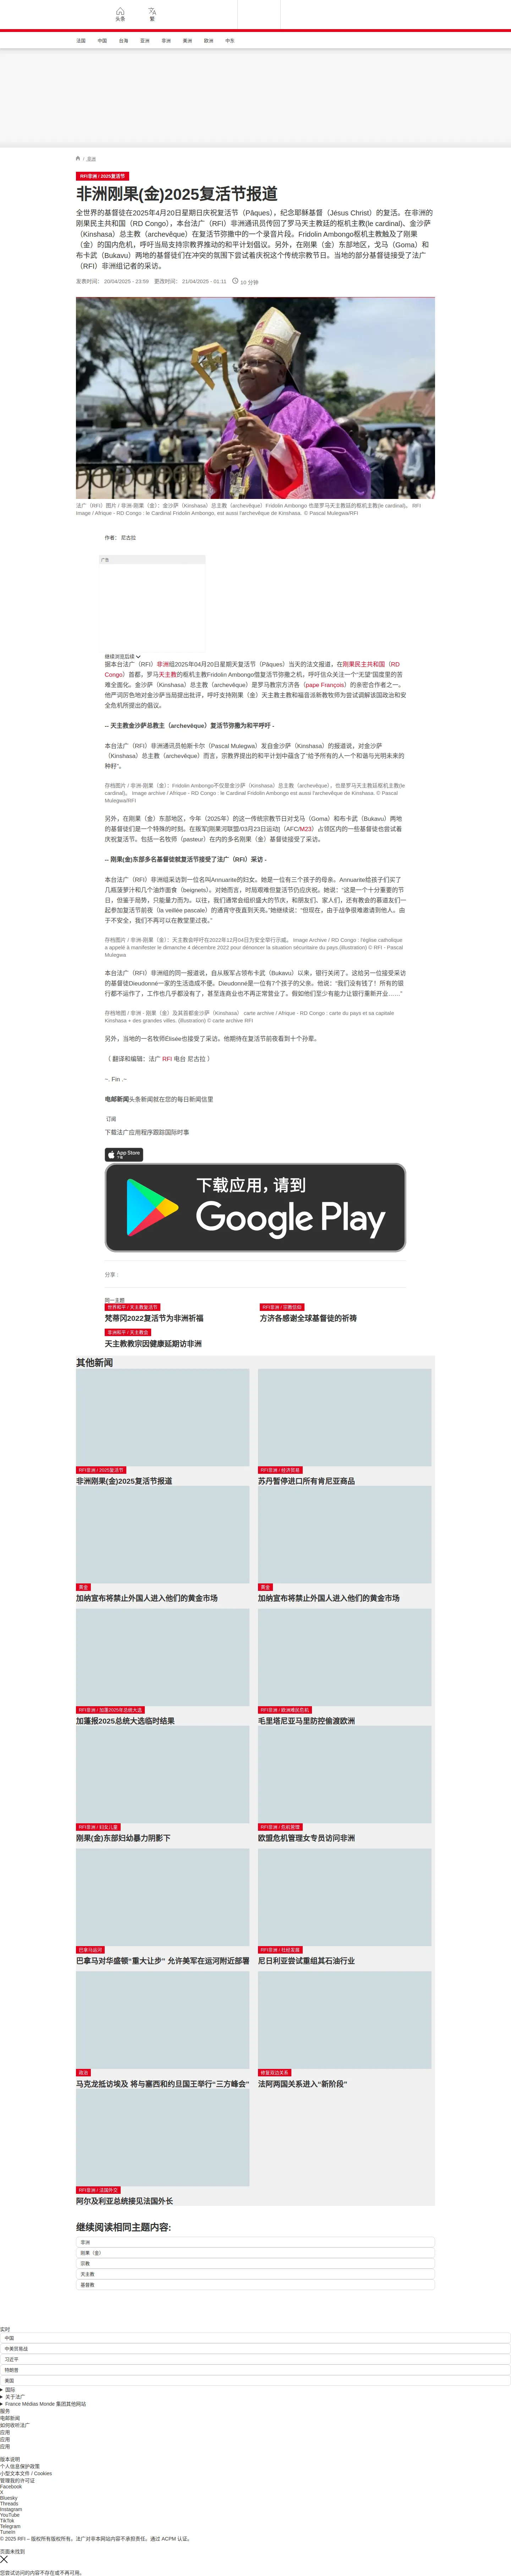 头条
繁
法国 中国 台海 亚洲 非洲 美洲 欧洲 中东
/ 非洲
RFI非洲 / 2025复活节
非洲刚果(金)2025复活节报道
全世界的基督徒在2025年4月20日星期日庆祝复活节（Pâques），纪念耶稣基督（Jésus Christ）的复活。在非洲的
刚果民主共和国（RD Congo），本台法广（RFI）非洲通讯员传回了罗马天主教廷的枢机主教(le cardinal)、金沙萨
（Kinshasa）总主教（archevêque）在复活节弥撒中的一个录音片段。Fridolin Ambongo枢机主教触及了刚果
（金）的国内危机，呼吁当局支持宗教界推动的和平计划倡议。另外，在刚果（金）东部地区，戈马（Goma）和
布卡武（Bukavu）两地的基督徒们在冲突的氛围下尝试着庆祝这个传统宗教节日。当地的部分基督徒接受了法广
（RFI）非洲组记者的采访。
发表时间： 20/04/2025 - 23:59 更改时间： 21/04/2025 - 01:11 10 分钟
法广（RFI）图片 / 非洲-刚果（金）：金沙萨（Kinshasa）总主教（archevêque）Fridolin Ambongo 也是罗马天主教廷的枢机主教(le cardinal)。 RFI
Image / Afrique - RD Congo : le Cardinal Fridolin Ambongo, est aussi l'archevêque de Kinshasa. © Pascal Mulegwa/RFI
作者： 尼古拉
广告
继续浏览后续
据本台法广（RFI）非洲组2025年04月20日星期天复活节（Pâques）当天的法文报道，在刚果民主共和国（RD
Congo）首都，罗马天主教的枢机主教Fridolin Ambongo借复活节弥撒之机，呼吁信众关注一个“无望”国度里的苦
难全面化。金沙萨（Kinshasa）总主教（archevêque）是罗马教宗方济各（pape François）的亲密合作者之一。
他严词厉色地对金沙萨当局提出批评，呼吁支持刚果（金）天主教主教和福音派新教牧师为尝试调解该国政治和安
全危机所提出的倡议。
-- 天主教金沙萨总教主（archevêque）复活节弥撒为和平呼吁 -
本台法广（RFI）非洲通讯员帕斯卡尔（Pascal Mulegwa）发自金沙萨（Kinshasa）的报道说，对金沙萨
（Kinshasa）总主教（archevêque）而言，宗教界提出的和平计划中蕴含了“给予所有的人一个和谐与光明未来的
种籽”。
存档图片 / 非洲-刚果（金）：Fridolin Ambongo不仅是金沙萨（Kinshasa）总主教（archevêque），也是罗马天主教廷枢机主教(le
cardinal)。 Image archive / Afrique - RD Congo : le Cardinal Fridolin Ambongo est aussi l'archevêque de Kinshasa. © Pascal
Mulegwa/RFI
另外，在刚果（金）东部地区，今年（2025年）的这一传统宗教节日对戈马（Goma）和布卡武（Bukavu）两地
的基督徒们是一个特殊的时刻。在叛军[刚果河联盟/03月23日运动]（AFC/M23）占领区内的一些基督徒也尝试着
庆祝复活节。包括一名牧师（pasteur）在内的多名刚果（金）基督徒接受了采访。
-- 刚果(金)东部多名基督徒就复活节接受了法广（RFI）采访 -
本台法广（RFI）非洲组采访到一位名叫Annuarite的妇女。她是一位有三个孩子的母亲。Annuarite给孩子们买了
几瓶菠萝汁和几个油炸面食（beignets）。对她而言，时局艰难但复活节仍应庆祝。她说：“这是一个十分重要的节
日，但鉴于局势，只能量力而为。以往，我们通常会组织盛大的节庆，和朋友们、家人们，还有教会的慕道友们一
起参加复活节前夜（la veillée pascale）的通宵守夜直到天亮。”她继续说：“但现在，由于战争很难邀请到他人。由
于不安全，我们不再可以在教堂里过夜。”
存档图片 / 非洲-刚果（金）：天主教会呼吁在2022年12月04日为安全举行示威。 Image Archive / RD Congo : l'église catholique
a appelé à manifester le dimanche 4 décembre 2022 pour dénoncer la situation sécuritaire du pays (illustration) © RFI - Pascal
Mulegwa
本台法广（RFI）非洲组的同一报道说，自从叛军占领布卡武（Bukavu）以来，银行关闭了。这给另一位接受采访
的基督徒Dieudonné一家的生活造成不便。Dieudonné是一位有7个孩子的父亲。他说：“我们没有钱了！所有的银
行都不运作了，工作也几乎都没有了，甚至连商业也不再正常营业了。假如他们至少有能力让银行重新开业……”
存档地图 / 非洲 - 刚果（金）及其首都金沙萨（Kinshasa） carte archive / Afrique - RD Congo : carte du pays et sa capitale
Kinshasa + des grandes villes. (illustration) © carte archive RFI
另外，当地的一名牧师Élisée也接受了采访。他期待在复活节前夜看到十个孙辈。
（ 翻译和编辑：法广 RFI 电台 尼古拉 ）
~. Fin .~
电邮新闻头条新闻就在您的每日新闻信里
订阅
下载法广应用程序跟踪国际时事
App Store
下载
下载应用，请到
Google Play
分享 :
同一主题
世界和平 / 天主教复活节
梵蒂冈2022复活节为非洲祈福
RFI非洲 / 宗教信仰
方济各感谢全球基督徒的祈祷
非洲和平 / 天主教会
天主教教宗因健康延期访非洲
其他新闻
RFI非洲 / 2025复活节
非洲刚果(金)2025复活节报道
RFI非洲 / 经济贸易
苏丹暂停进口所有肯尼亚商品
黄金
加纳宣布将禁止外国人进入他们的黄金市场
黄金
加纳宣布将禁止外国人进入他们的黄金市场
RFI非洲 / 加蓬2025年总统大选
加蓬报2025总统大选临时结果
RFI非洲 / 欧洲难民危机
毛里塔尼亚马里防控偷渡欧洲
RFI非洲 / 妇女儿童
刚果(金)东部妇幼暴力阴影下
RFI非洲 / 危机管理
欧盟危机管理女专员访问非洲
巴拿马运河
巴拿马对华盛顿“重大让步” 允许美军在运河附近部署
RFI非洲 / 社经发展
尼日利亚尝试重组其石油行业
政治
马克龙抵访埃及 将与塞西和约旦国王举行“三方峰会”
修复双边关系
法阿两国关系进入“新阶段”
RFI非洲 / 法国外交
阿尔及利亚总统接见法国外长
继续阅读相同主题内容:
非洲
刚果（金）
宗教
天主教
基督教
实时
中国
中美贸易战
习近平
特朗普
美国
国际
关于法广
France Médias Monde 集团其他网站
服务
电邮新闻
如何收听法广
应用
应用
应用
版本说明
个人信息保护政策
小型文本文件 / Cookies
管理我的许可证
Facebook
X
Bluesky
Threads
Instagram
YouTube
TikTok
Telegram
TuneIn
© 2025 RFI – 版权所有版权所有。法广对非本网站内容不承担责任。通过 ACPM 认证。
页面未找到
您尝试访问的内容不存在或不再可用。